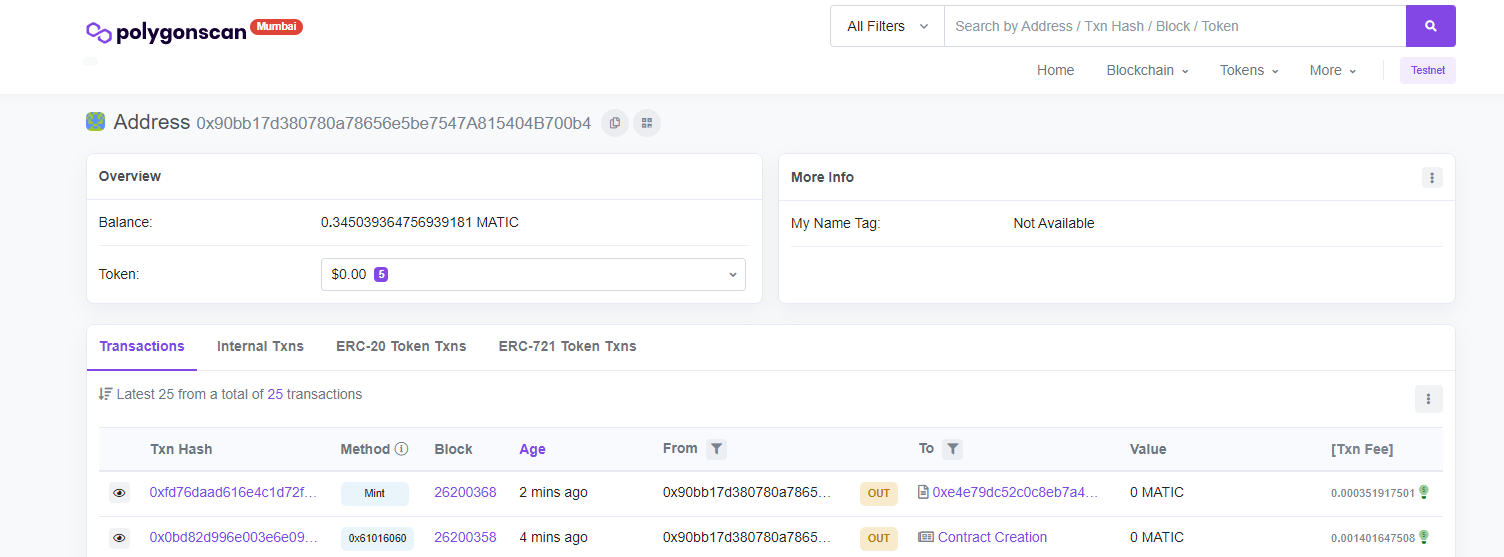 polygonscan Mumbai
All Filters Search by Address / Txn Hash / Block / Token
Home Blockchain Tokens More Testnet
Address 0x90bb17d380780a78656e5be7547A815404B700b4
Overview
Balance: 0.345039364756939181 MATIC
Token: $0.00 5
More Info
My Name Tag: Not Available
Transactions Internal Txns ERC-20 Token Txns ERC-721 Token Txns
Latest 25 from a total of 25 transactions
Txn Hash Method Block Age From To Value [Txn Fee]
0xfd76daad616e4c1d72f... Mint 26200368 2 mins ago 0x90bb17d380780a7865... OUT 0xe4e79dc52c0c8eb7a4... 0 MATIC 0.000351917501
0x0bd82d996e003e6e09... 0x61016060 26200358 4 mins ago 0x90bb17d380780a7865... OUT Contract Creation 0 MATIC 0.001401647508